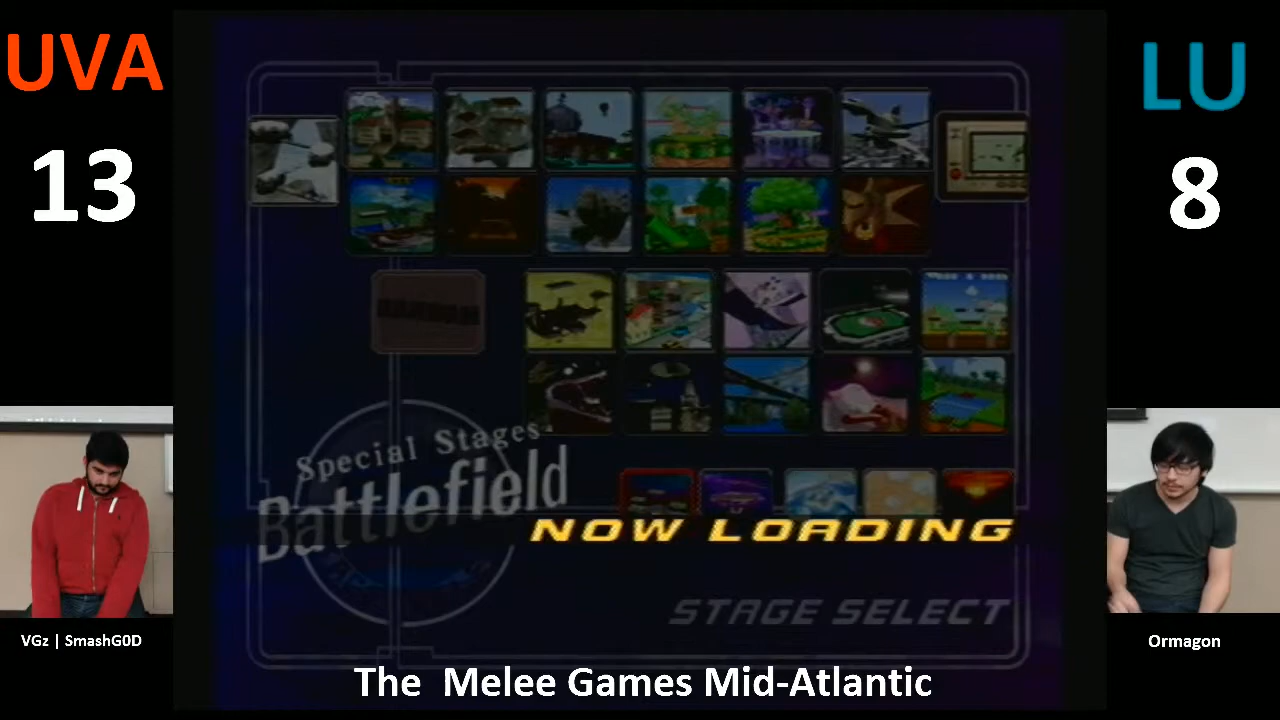 UVA
13
LU
8
Special Stages
Battlefield
NOW LOADING
STAGE SELECT
VGz | SmashG0D
Ormagon
The Melee Games Mid-Atlantic